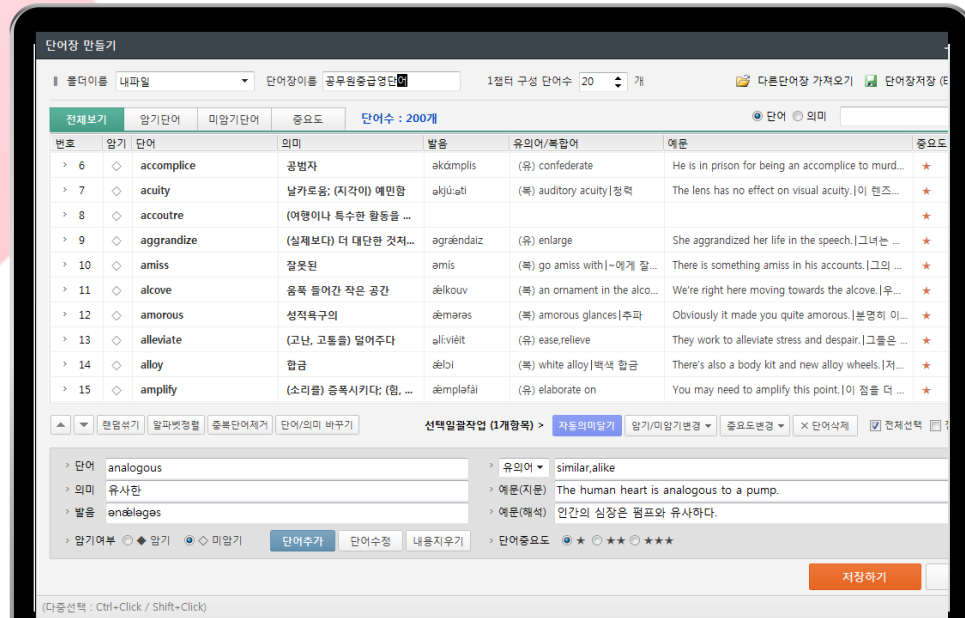 단어장 만들기
폴더이름 내파일 단어장이름 공무원중급영단어 1챕터 구성 단어수 20 개 다른단어장 가져오기 단어장저장
전체보기 암기단어 미암기단어 중요도 단어수 : 200개 단어 의미
번호 암기 단어 의미 발음 유의어/복합어 예문 중요도
> 6 ◇ accomplice 공범자 əkάmplis (유) confederate He is in prison for being an accomplice to murd... ★
> 7 ◇ acuity 날카로움; (지각이) 예민함 əkjúːəti (복) auditory acuity|청력 The lens has no effect on visual acuity.|이 렌즈... ★
> 8 ◇ accoutre (여행이나 특수한 활동을 ... ★
> 9 ◇ aggrandize (실제보다) 더 대단한 것처... əgrǽndaiz (유) enlarge She aggrandized her life in the speech.|그녀는 ... ★
> 10 ◇ amiss 잘못된 əmís (복) go amiss with|~에게 잘... There is something amiss in his accounts.|그의 ... ★
> 11 ◇ alcove 움푹 들어간 작은 공간 ǽlkouv (복) an ornament in the alco... We're right here moving towards the alcove.|우... ★
> 12 ◇ amorous 성적욕구의 ǽmərəs (복) amorous glances|추파 Obviously it made you quite amorous.|분명히 이... ★
> 13 ◇ alleviate (고난, 고통을) 덜어주다 əlíːvièit (유) ease,relieve They work to alleviate stress and despair.|그들은 ... ★
> 14 ◇ alloy 합금 ǽlɔi (복) white alloy|백색 합금 There's also a body kit and new alloy wheels.|저... ★
> 15 ◇ amplify (소리를) 증폭시키다; (힘, ... ǽmpləfài (유) elaborate on You may need to amplify this point.|이 점을 더 ... ★
랜덤섞기 알파벳정렬 중복단어제거 단어/의미 바꾸기 선택일괄작업 (1개항목) > 자동의미달기 암기/미암기변경 ▼ 중요도변경 ▼ × 단어삭제 전체선택
> 단어 analogous > 유의어 ▼ similar,alike
> 의미 유사한 > 예문(지문) The human heart is analogous to a pump.
> 발음 ənǽləgəs > 예문(해석) 인간의 심장은 펌프와 유사하다.
> 암기여부 ◆ 암기 ◇ 미암기 단어추가 단어수정 내용지우기 > 단어중요도 ★ ★★ ★★★
저장하기
(다중선택 : Ctrl+Click / Shift+Click)